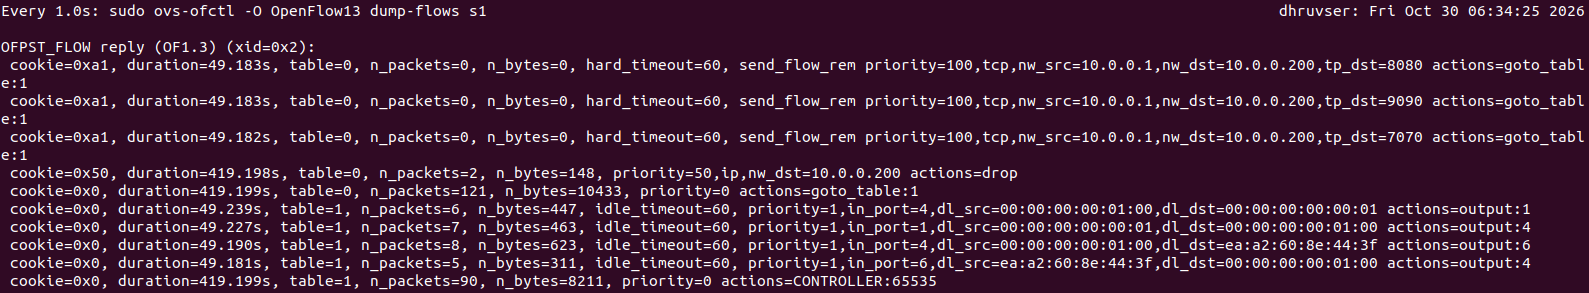 Every 1.0s: sudo ovs-ofctl -O OpenFlow13 dump-flows s1 dhruvser: Fri Oct 30 06:34:25 2026
OFPST_FLOW reply (OF1.3) (xid=0x2):
cookie=0xa1, duration=49.183s, table=0, n_packets=0, n_bytes=0, hard_timeout=60, send_flow_rem priority=100,tcp,nw_src=10.0.0.1,nw_dst=10.0.0.200,tp_dst=8080 actions=goto_tabl
e:1
cookie=0xa1, duration=49.183s, table=0, n_packets=0, n_bytes=0, hard_timeout=60, send_flow_rem priority=100,tcp,nw_src=10.0.0.1,nw_dst=10.0.0.200,tp_dst=9090 actions=goto_tabl
e:1
cookie=0xa1, duration=49.182s, table=0, n_packets=0, n_bytes=0, hard_timeout=60, send_flow_rem priority=100,tcp,nw_src=10.0.0.1,nw_dst=10.0.0.200,tp_dst=7070 actions=goto_tabl
e:1
cookie=0x50, duration=419.198s, table=0, n_packets=2, n_bytes=148, priority=50,ip,nw_dst=10.0.0.200 actions=drop
cookie=0x0, duration=419.199s, table=0, n_packets=121, n_bytes=10433, priority=0 actions=goto_table:1
cookie=0x0, duration=49.239s, table=1, n_packets=6, n_bytes=447, idle_timeout=60, priority=1,in_port=4,dl_src=00:00:00:00:01:00,dl_dst=00:00:00:00:00:01 actions=output:1
cookie=0x0, duration=49.227s, table=1, n_packets=7, n_bytes=463, idle_timeout=60, priority=1,in_port=1,dl_src=00:00:00:00:00:01,dl_dst=00:00:00:00:01:00 actions=output:4
cookie=0x0, duration=49.190s, table=1, n_packets=8, n_bytes=623, idle_timeout=60, priority=1,in_port=4,dl_src=00:00:00:00:01:00,dl_dst=ea:a2:60:8e:44:3f actions=output:6
cookie=0x0, duration=49.181s, table=1, n_packets=5, n_bytes=311, idle_timeout=60, priority=1,in_port=6,dl_src=ea:a2:60:8e:44:3f,dl_dst=00:00:00:00:01:00 actions=output:4
cookie=0x0, duration=419.199s, table=1, n_packets=90, n_bytes=8211, priority=0 actions=CONTROLLER:65535